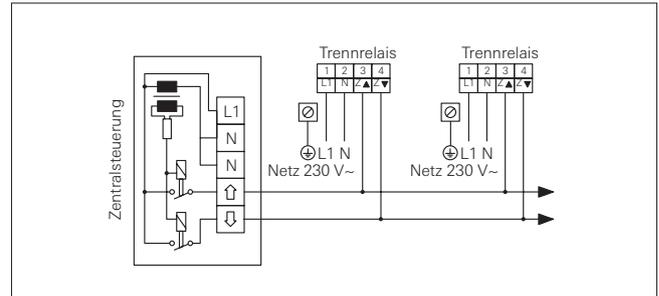 Trennrelais Trennrelais
1 2 3 4 1 2 3 4
L1 N Z▲ Z▼ L1 N Z▲ Z▼
Zentralsteuerung
L1
N
N
⇧
⇩
L1 N L1 N
Netz 230 V~ Netz 230 V~